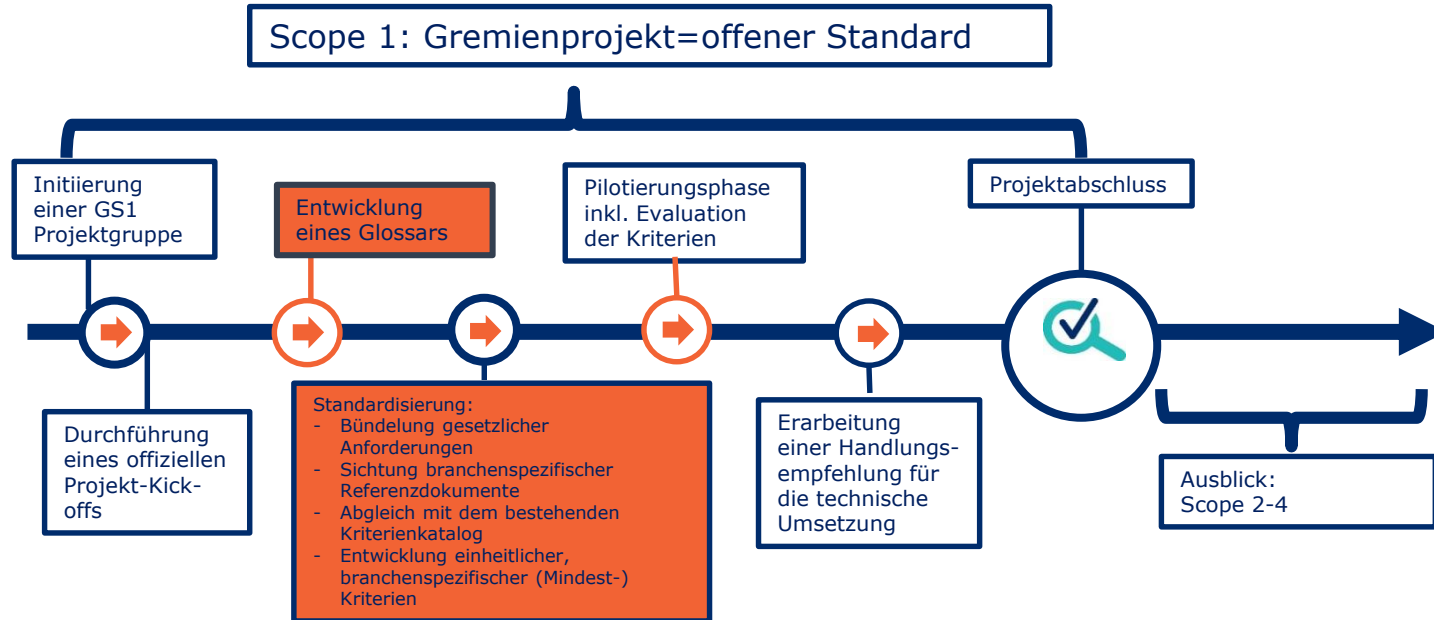 Scope 1: Gremienprojekt=offener Standard
Initiierung
einer GS1
Projektgruppe
Entwicklung
eines Glossars
Pilotierungsphase
inkl. Evaluation
der Kriterien
Projektabschluss
Durchführung
eines offiziellen
Projekt-Kick-
offs
Standardisierung:
- Bündelung gesetzlicher
Anforderungen
- Sichtung branchenspezifischer
Referenzdokumente
- Abgleich mit dem bestehenden
Kriterienkatalog
- Entwicklung einheitlicher,
branchenspezifischer (Mindest-)
Kriterien
Erarbeitung
einer Handlungs-
empfehlung für
die technische
Umsetzung
Ausblick:
Scope 2-4